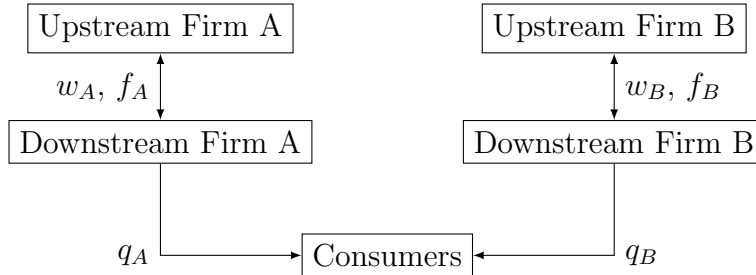 Upstream Firm A
Upstream Firm B
w_A, f_A
w_B, f_B
Downstream Firm A
Downstream Firm B
q_A
Consumers
q_B